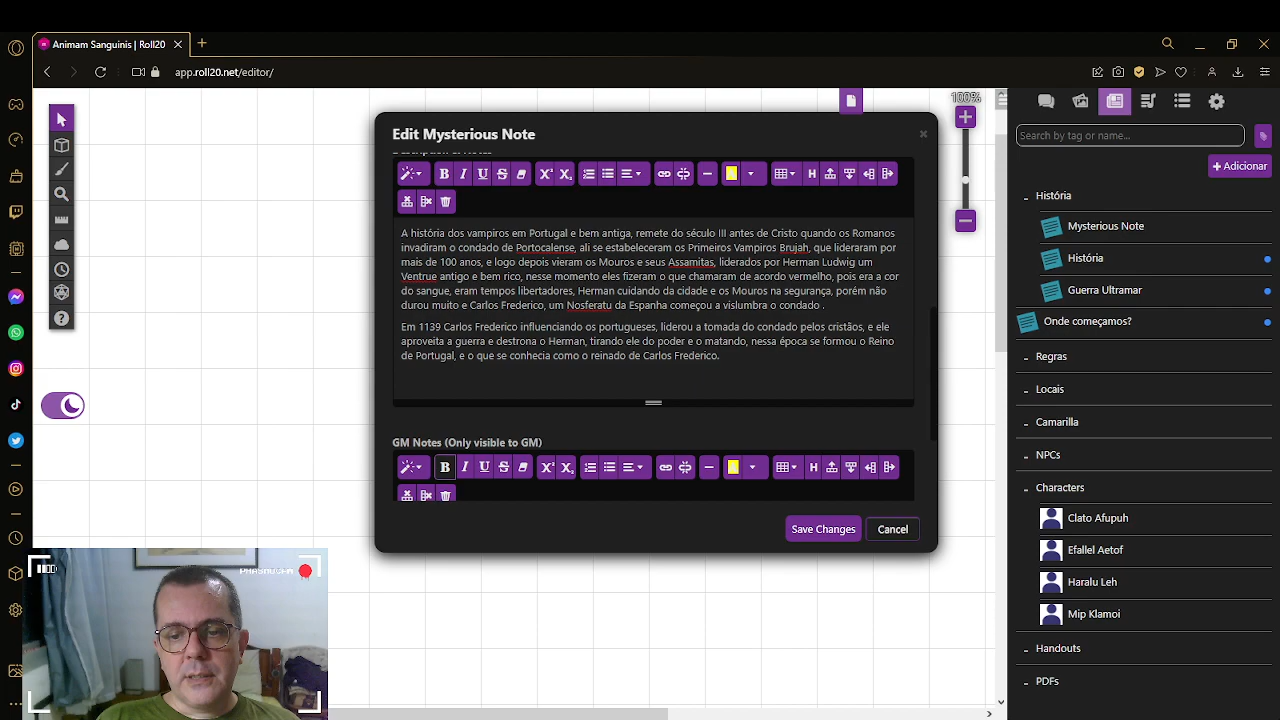 Animam Sanguinis | Roll20
app.roll20.net/editor/
100%
Edit Mysterious Note
A história dos vampiros em Portugal e bem antiga, remete do século III antes de Cristo quando os Romanos
invadiram o condado de Portocalense, ali se estabeleceram os Primeiros Vampiros Brujah, que lideraram por
mais de 100 anos, e logo depois vieram os Mouros e seus Assamitas, liderados por Herman Ludwig um
Ventrue antigo e bem rico, nesse momento eles fizeram o que chamaram de acordo vermelho, pois era a cor
do sangue, eram tempos libertadores, Herman cuidando da cidade e os Mouros na segurança, porém não
durou muito e Carlos Frederico, um Nosferatu da Espanha começou a vislumbra o condado .
Em 1139 Carlos Frederico influenciando os portugueses, liderou a tomada do condado pelos cristãos, e ele
aproveita a guerra e destrona o Herman, tirando ele do poder e o matando, nessa época se formou o Reino
de Portugal, e o que se conhecia como o reinado de Carlos Frederico.
GM Notes (Only visible to GM)
Save Changes
Cancel
Search by tag or name...
Adicionar
História
Mysterious Note
História
Guerra Ultramar
Onde começamos?
Regras
Locais
Camarilla
NPCs
Characters
Clato Afupuh
Efallel Aetof
Haralu Leh
Mip Klamoi
Handouts
PDFs